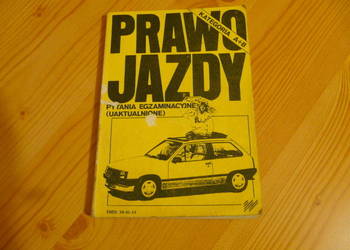 PRAWO
KATEGORIA A+B
JAZDY
PYTANIA EGZAMINACYJNE
(UAKTUALNIONE)